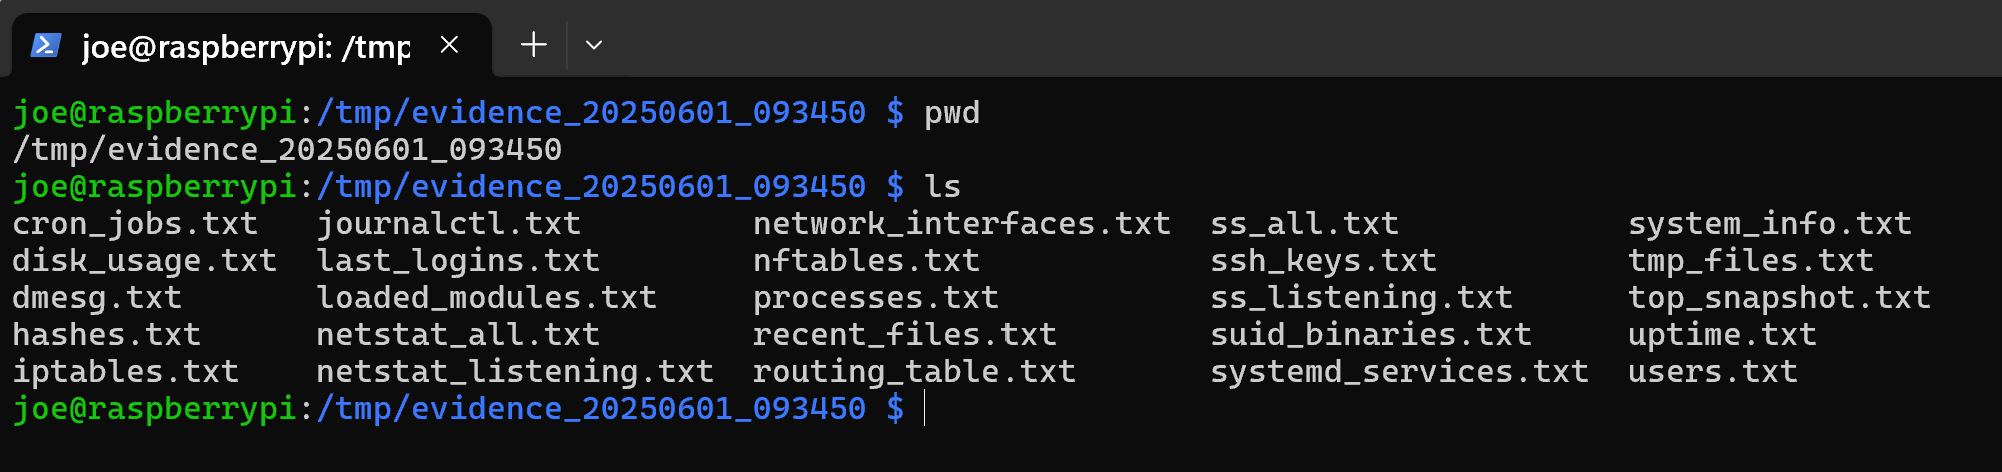 joe@raspberrypi: /tmp
joe@raspberrypi:/tmp/evidence_20250601_093450 $ pwd
/tmp/evidence_20250601_093450
joe@raspberrypi:/tmp/evidence_20250601_093450 $ ls
cron_jobs.txt   journalctl.txt         network_interfaces.txt  ss_all.txt            system_info.txt
disk_usage.txt  last_logins.txt        nftables.txt            ssh_keys.txt          tmp_files.txt
dmesg.txt       loaded_modules.txt     processes.txt           ss_listening.txt      top_snapshot.txt
hashes.txt      netstat_all.txt        recent_files.txt        suid_binaries.txt     uptime.txt
iptables.txt    netstat_listening.txt  routing_table.txt       systemd_services.txt  users.txt
joe@raspberrypi:/tmp/evidence_20250601_093450 $